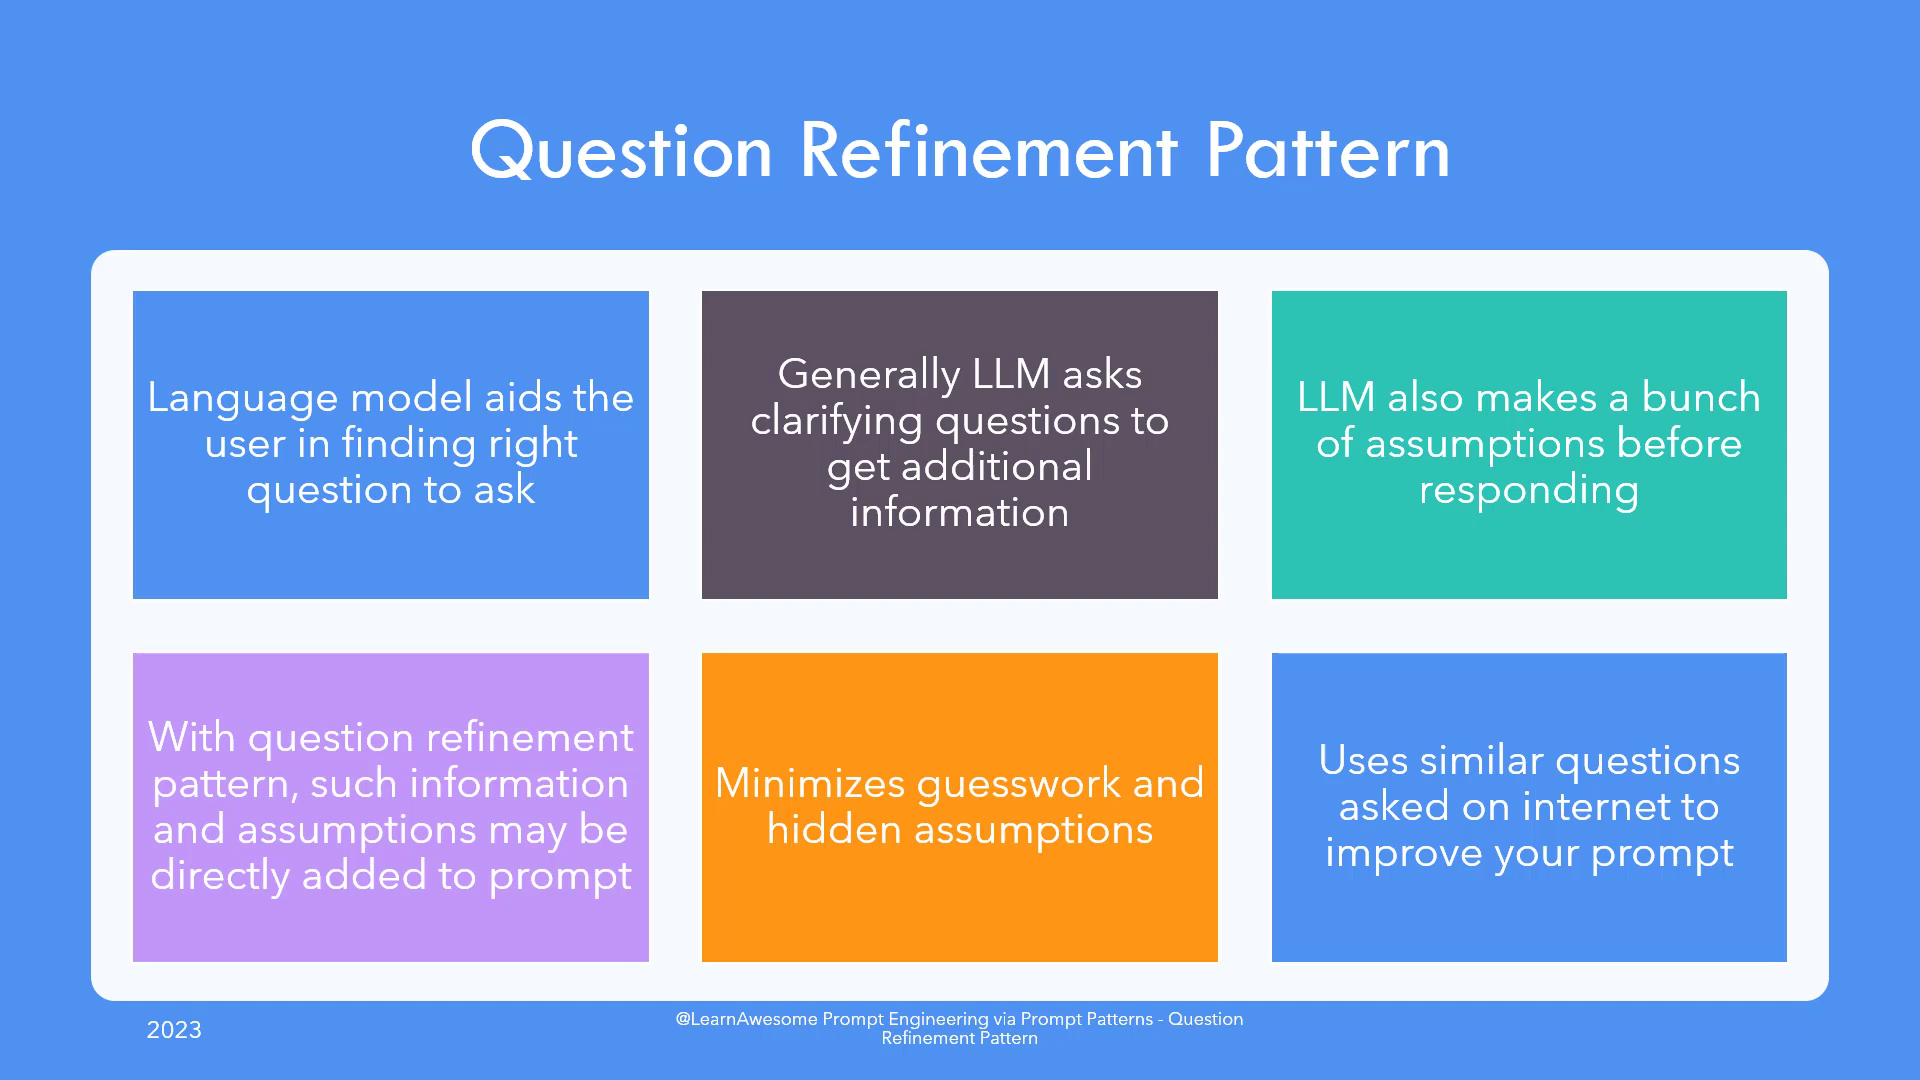 Question Refinement Pattern
Language model aids the
user in finding right
question to ask
Generally LLM asks
clarifying questions to
get additional
information
LLM also makes a bunch
of assumptions before
responding
With question refinement
pattern, such information
and assumptions may be
directly added to prompt
Minimizes guesswork and
hidden assumptions
Uses similar questions
asked on internet to
improve your prompt
2023
@LearnAwesome Prompt Engineering via Prompt Patterns - Question
Refinement Pattern